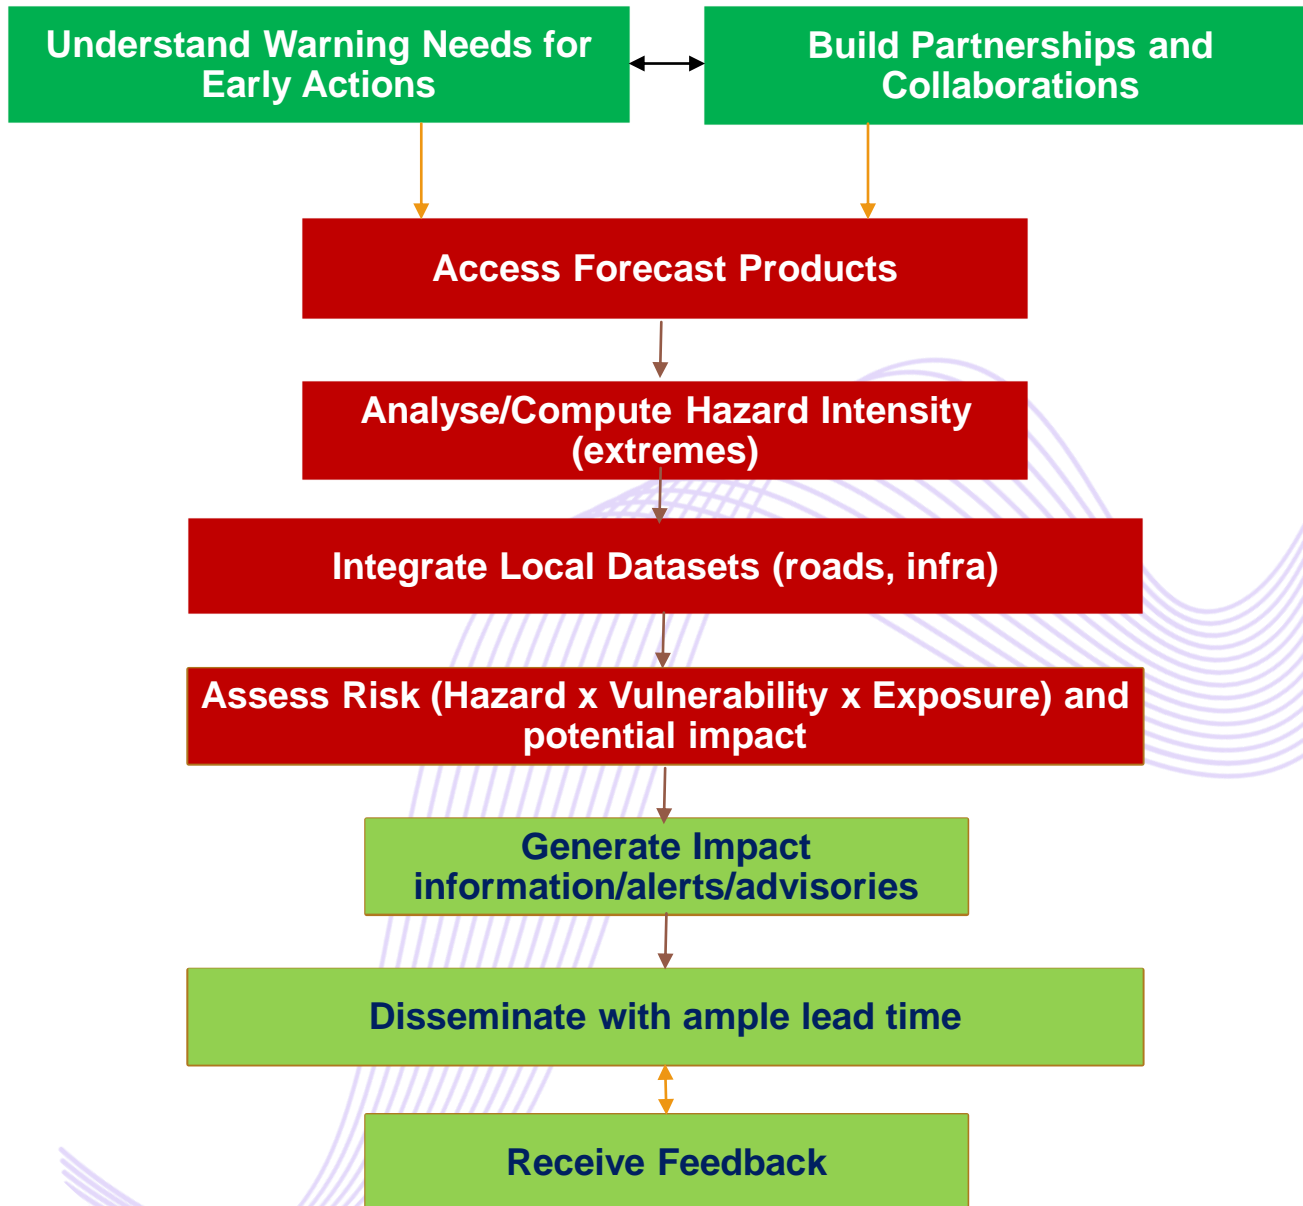 Understand Warning Needs for
Early Actions
Build Partnerships and
Collaborations
Access Forecast Products
Analyse/Compute Hazard Intensity
(extremes)
Integrate Local Datasets (roads, infra)
Assess Risk (Hazard x Vulnerability x Exposure) and
potential impact
Generate Impact
information/alerts/advisories
Disseminate with ample lead time
Receive Feedback